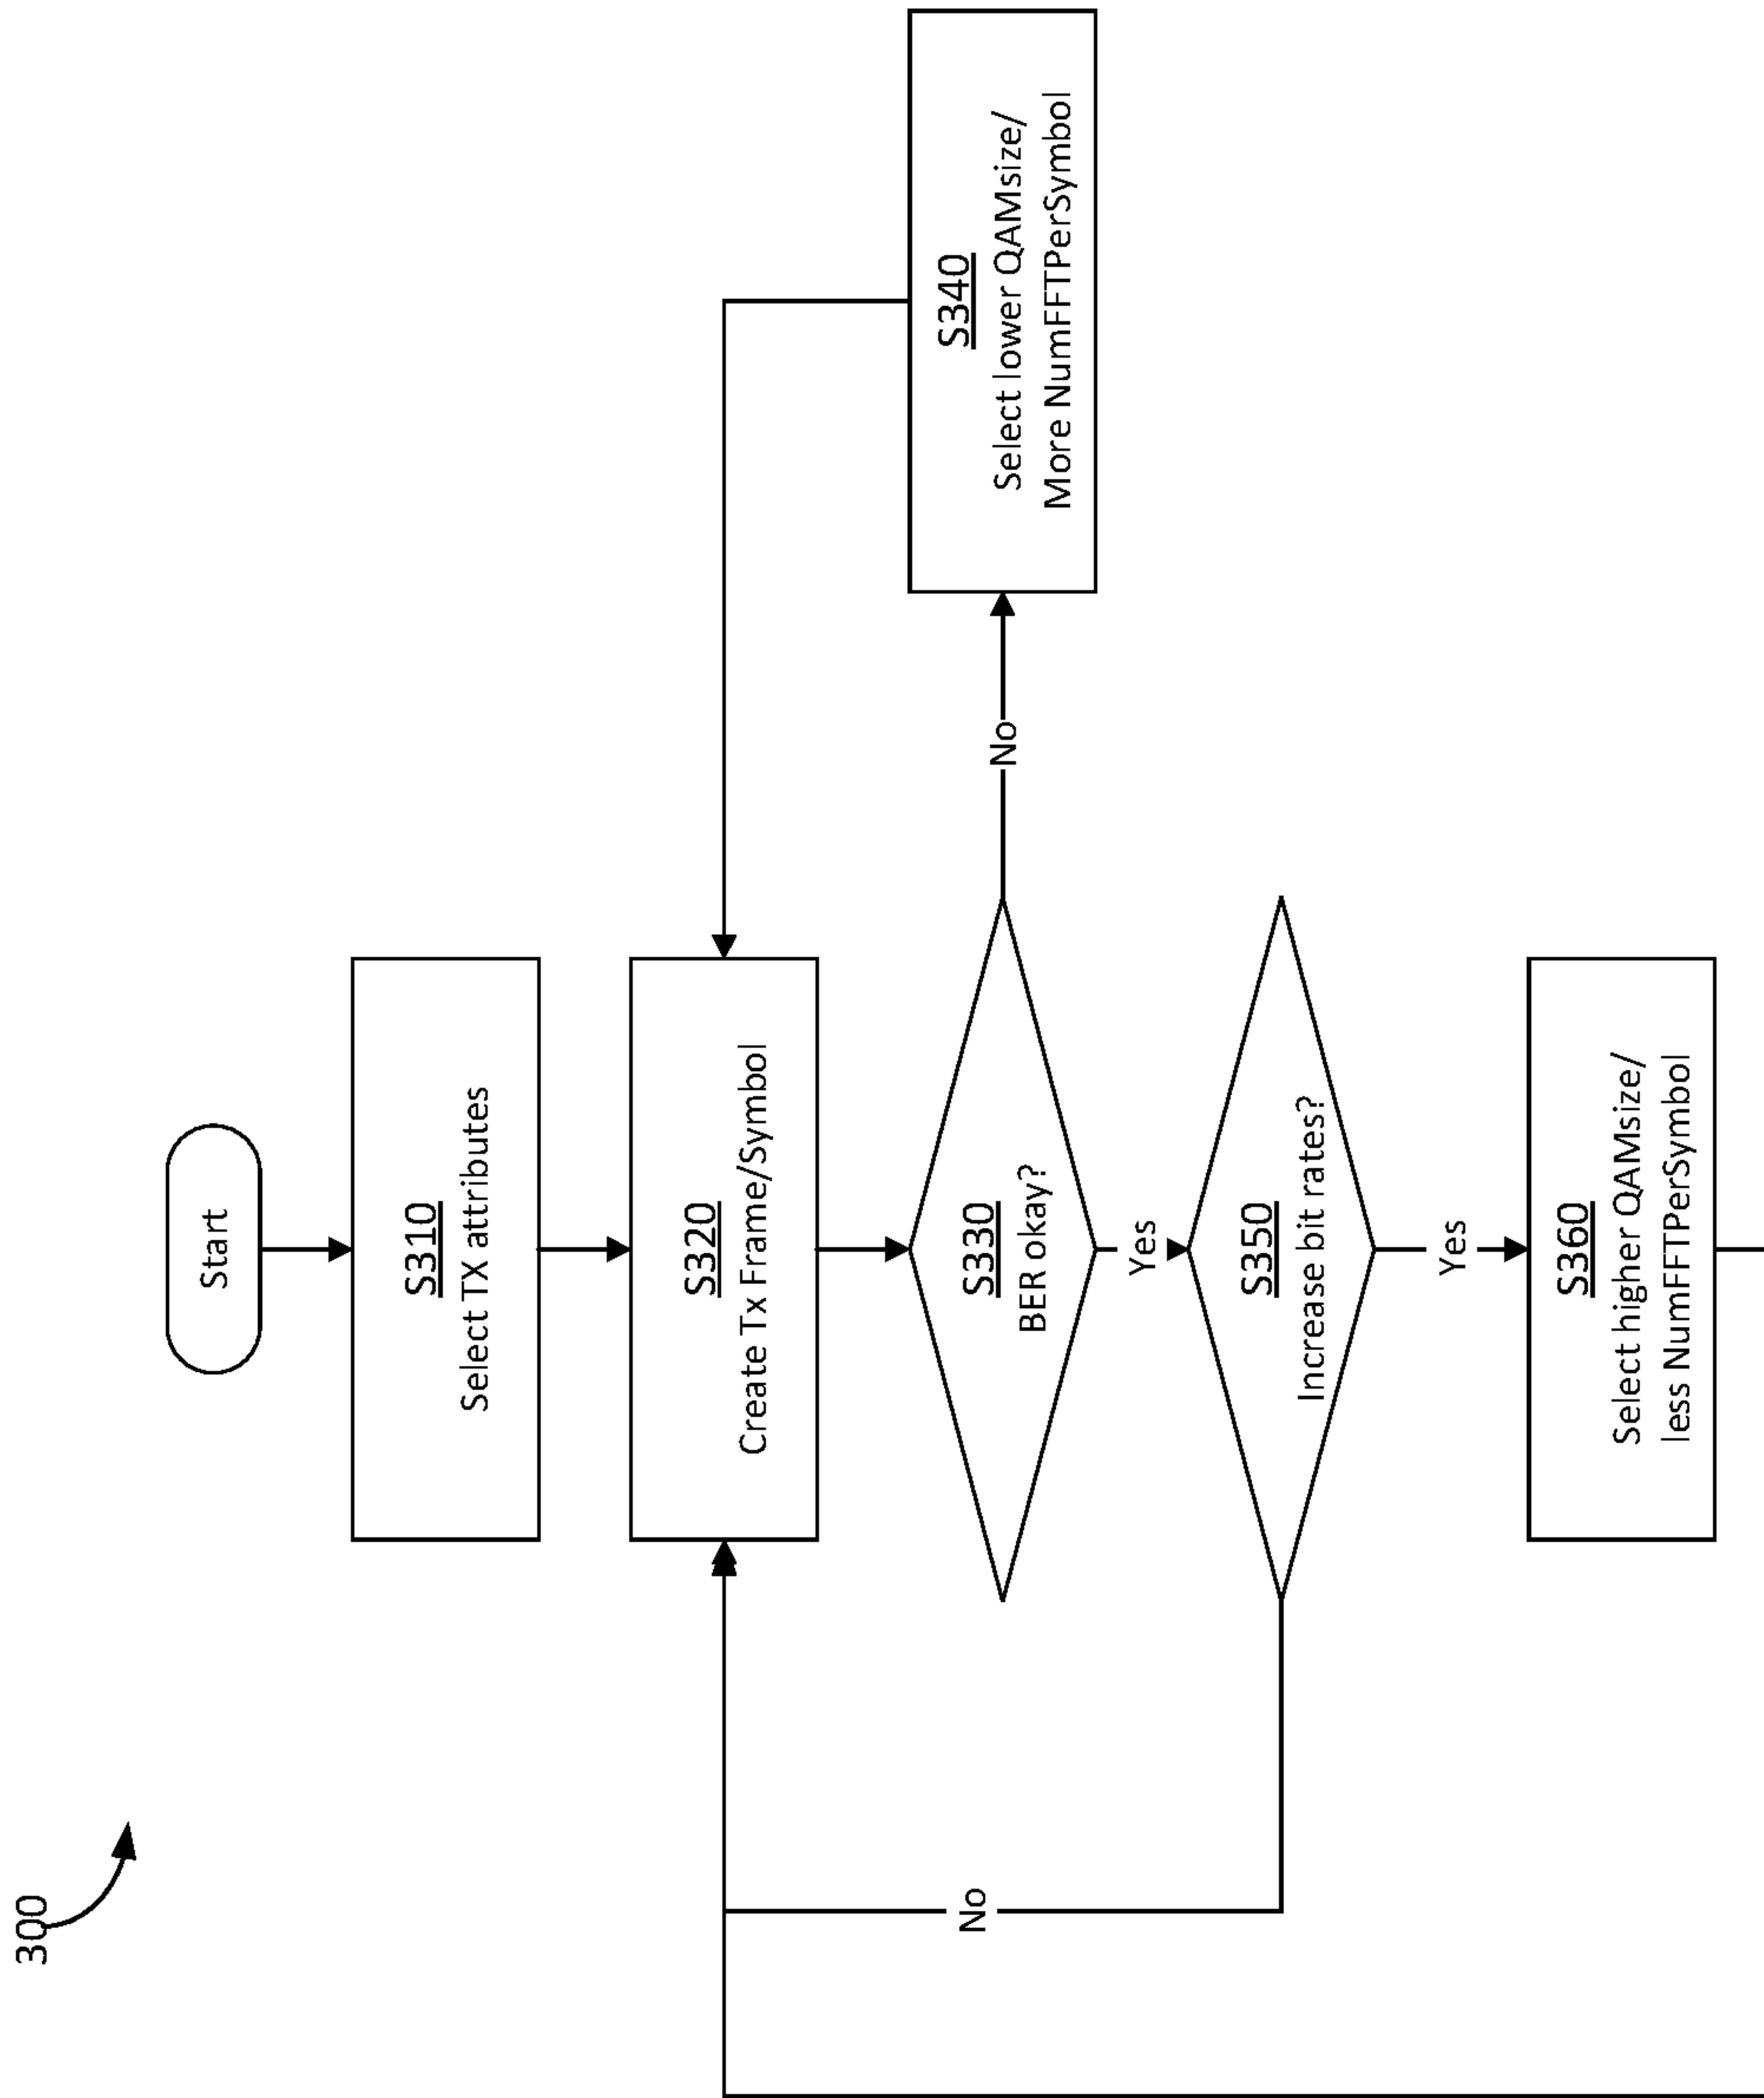 300
Start
S310
Select TX attributes
S320
Create Tx Frame/Symbol
S330
BER okay?
No
S340
Select lower QAMsize/
More NumFFTPerSymbol
Yes
S350
Increase bit rates?
No
Yes
S360
Select higher QAMsize/
less NumFFTPerSymbol